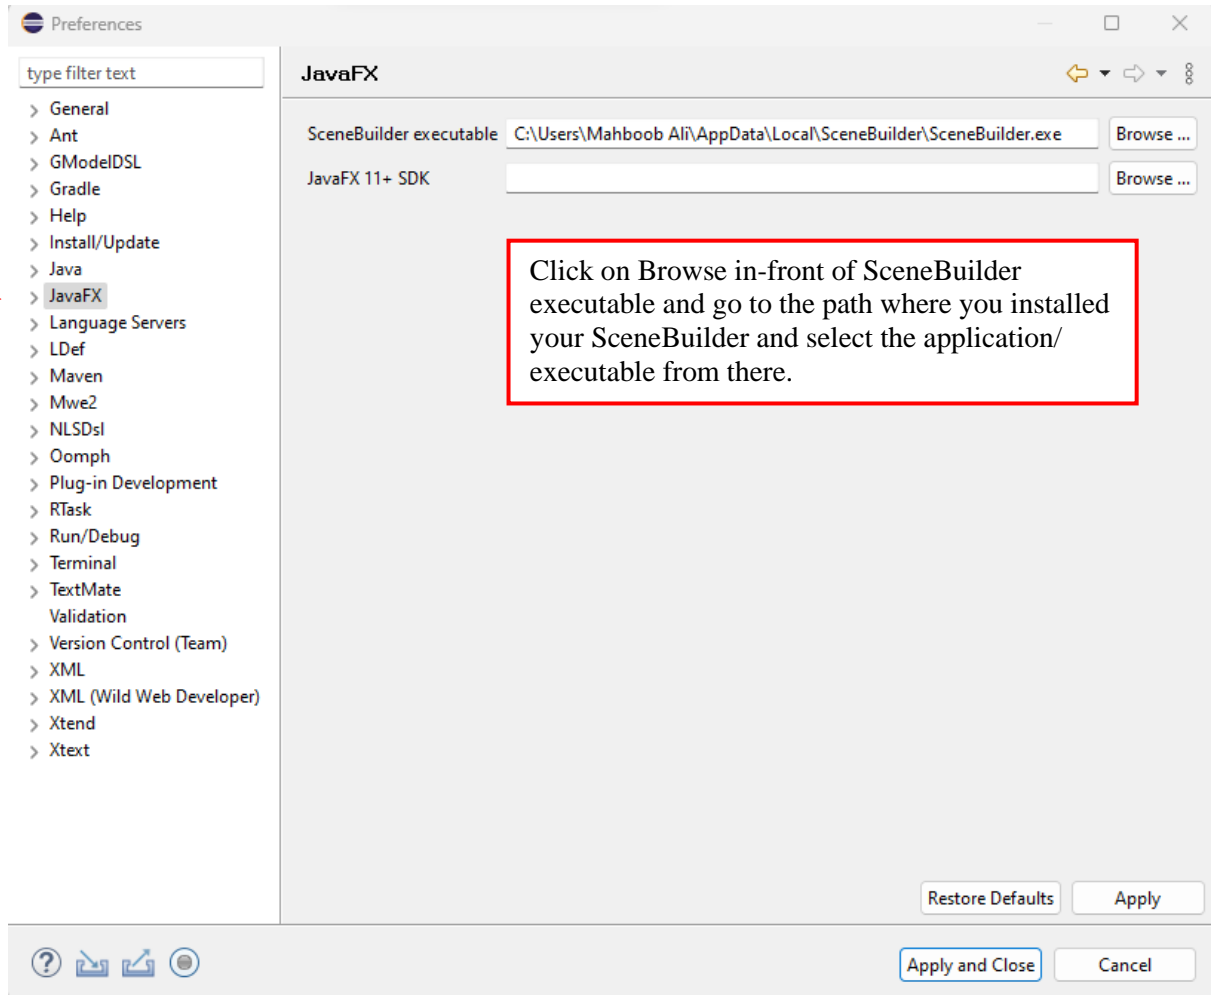 Preferences
type filter text
General
Ant
GModelDSL
Gradle
Help
Install/Update
Java
JavaFX
Language Servers
LDef
Maven
Mwe2
NLSDsl
Oomph
Plug-in Development
RTask
Run/Debug
Terminal
TextMate
Validation
Version Control (Team)
XML
XML (Wild Web Developer)
Xtend
Xtext
JavaFX
SceneBuilder executable C:\Users\Mahboob Ali\AppData\Local\SceneBuilder\SceneBuilder.exe Browse ...
JavaFX 11+ SDK Browse ...
Click on Browse in-front of SceneBuilder
executable and go to the path where you installed
your SceneBuilder and select the application/
executable from there.
Restore Defaults Apply
Apply and Close Cancel